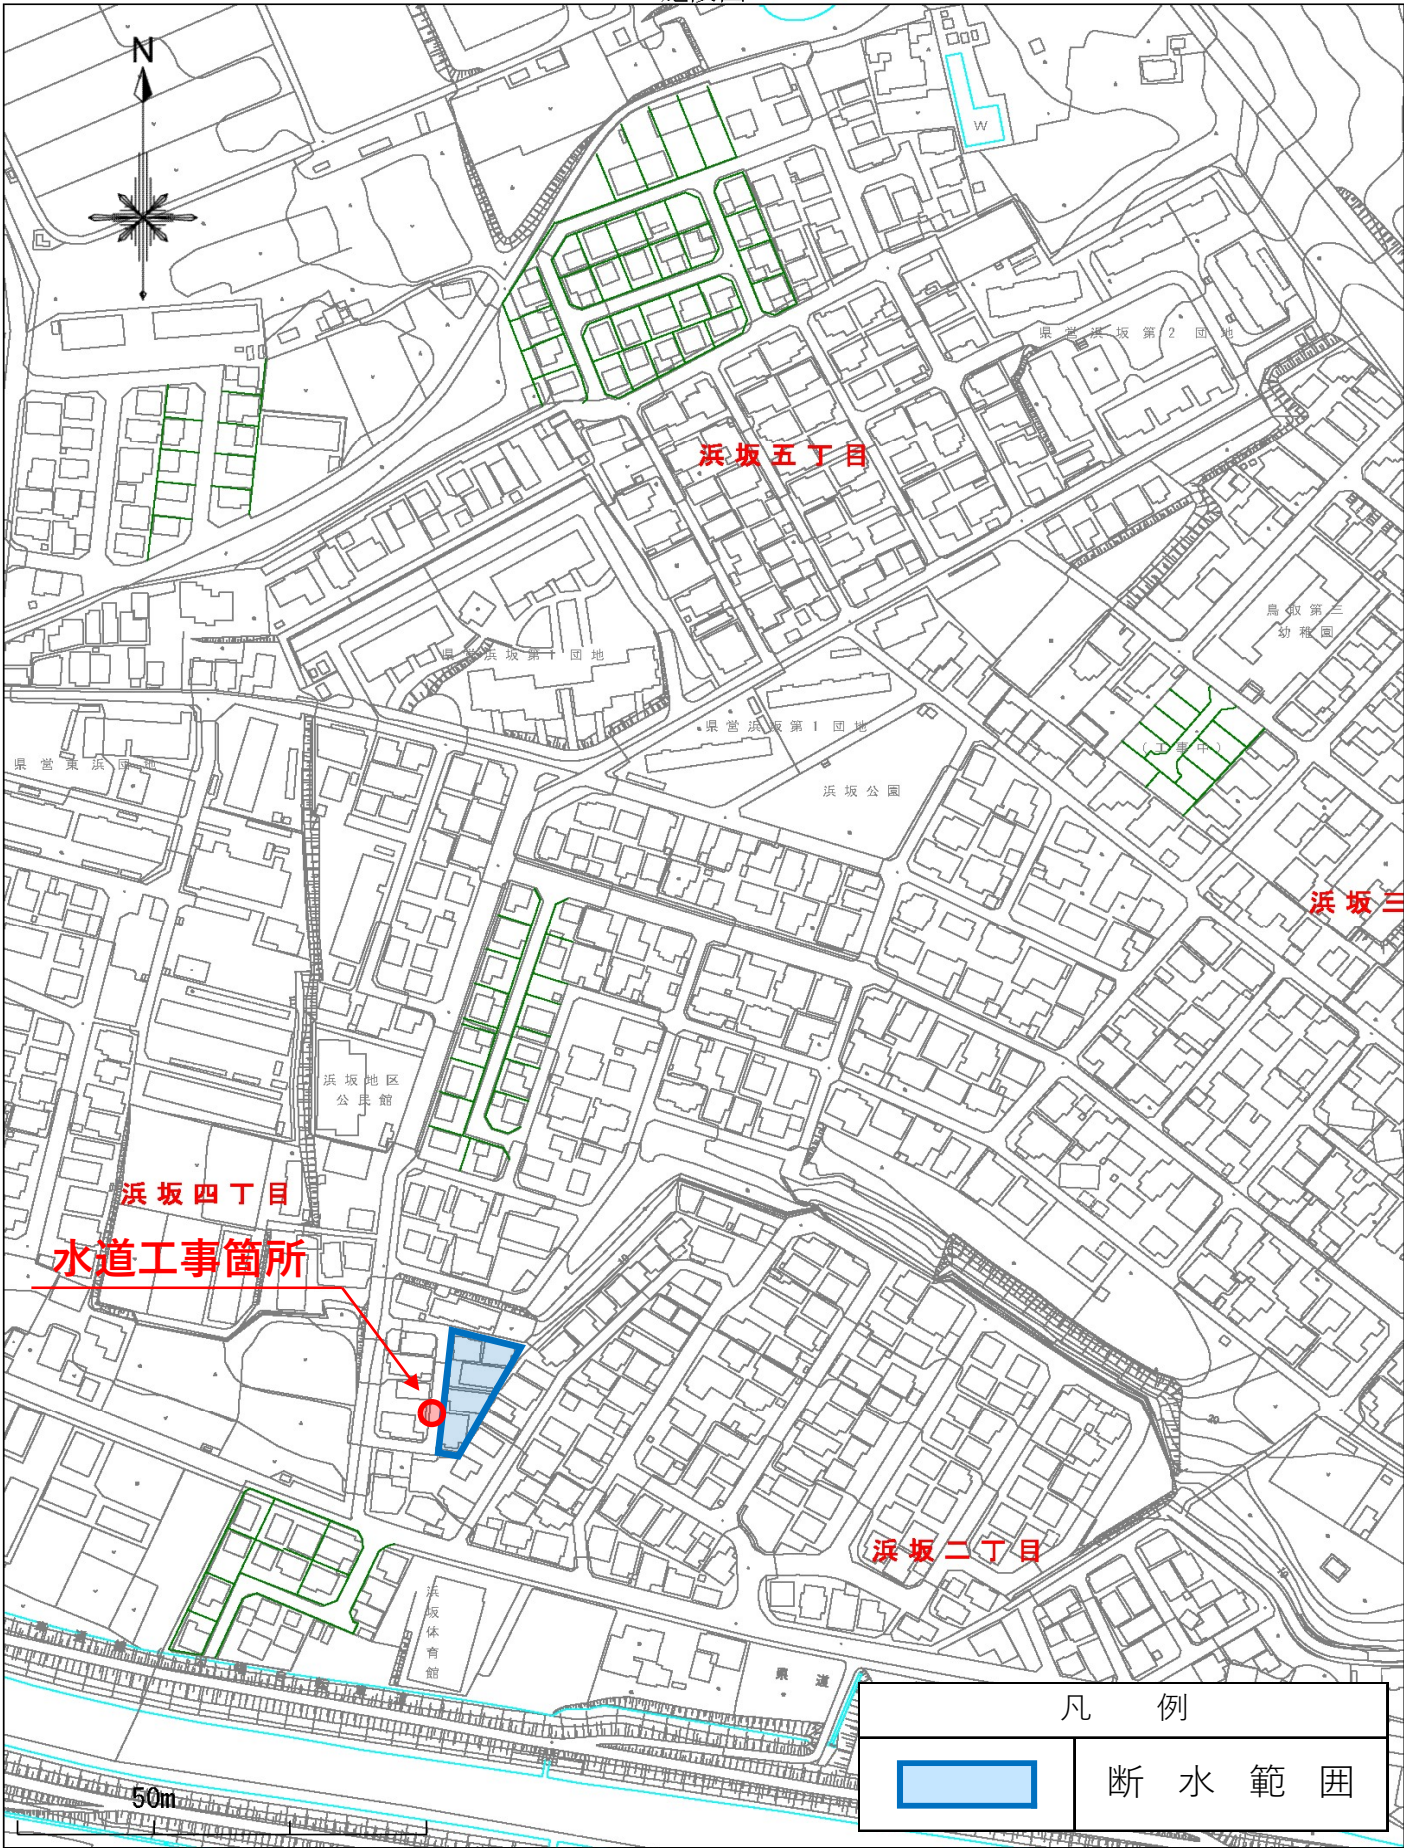 N
W
県営浜坂第2団地
浜坂五丁目
鳥取第三
幼稚園
県営浜坂第1団地
県営浜坂第1団地
(工事中)
県営東浜団地
浜坂公園
浜坂三
浜坂地区
公民館
浜坂四丁目
水道工事箇所
20
浜坂二丁目
浜坂体育館
県道
凡例
断水範囲
50m